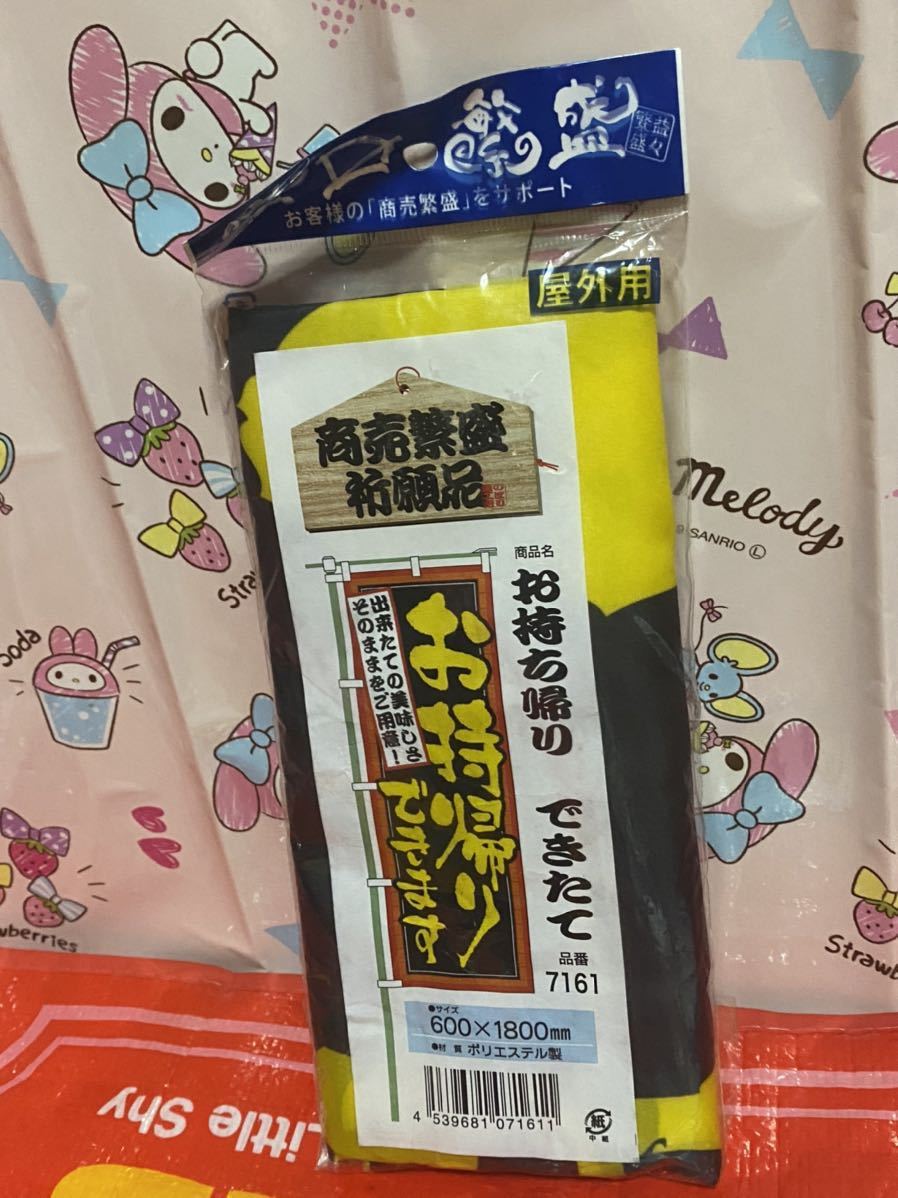 繁盛
益々
繁盛
お客様の「商売繁盛」をサポート
屋外用
商売繁盛
祈願品
商品名
お持ち帰り できたて
品番
7161
出来たての美味しさ
そのままをご用意!
お持帰り
できます
●サイズ
600×1800mm
●材 質 ポリエステル製
4 539681 071611
紙
中紙
Melody
SANRIO Ⓛ
soda
wberries
Strawb
Little Shy